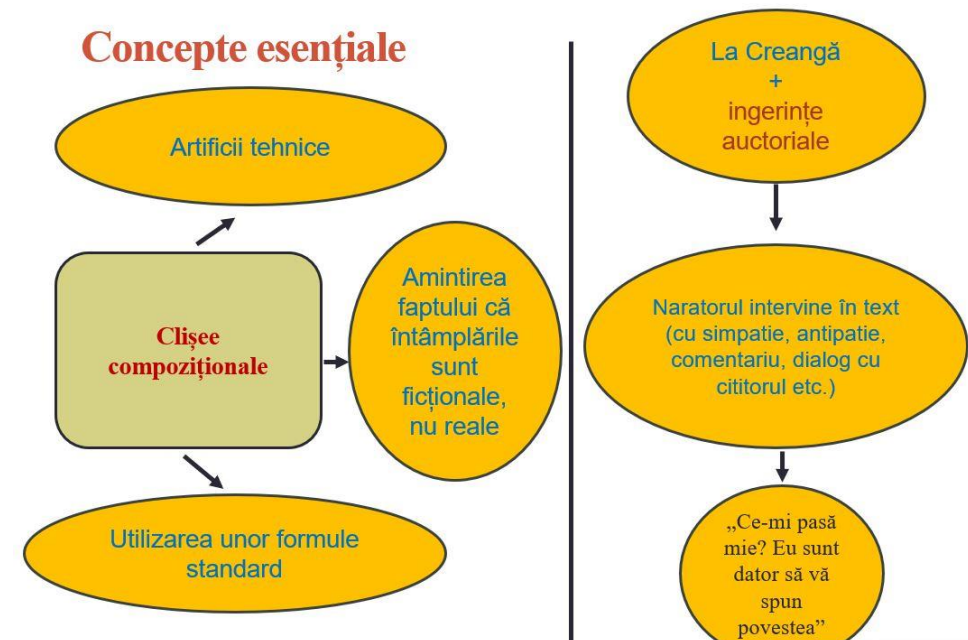 Concepte esențiale
Artificii tehnice
Clișee
compoziționale
Amintirea
faptului că
întâmplările
sunt
ficționale,
nu reale
Utilizarea unor formule
standard
La Creangă
+
ingerințe
auctoriale
Naratorul intervine în text
(cu simpatie, antipatie,
comentariu, dialog cu
cititorul etc.)
„Ce-mi pasă
mie? Eu sunt
dator să vă
spun
povestea”